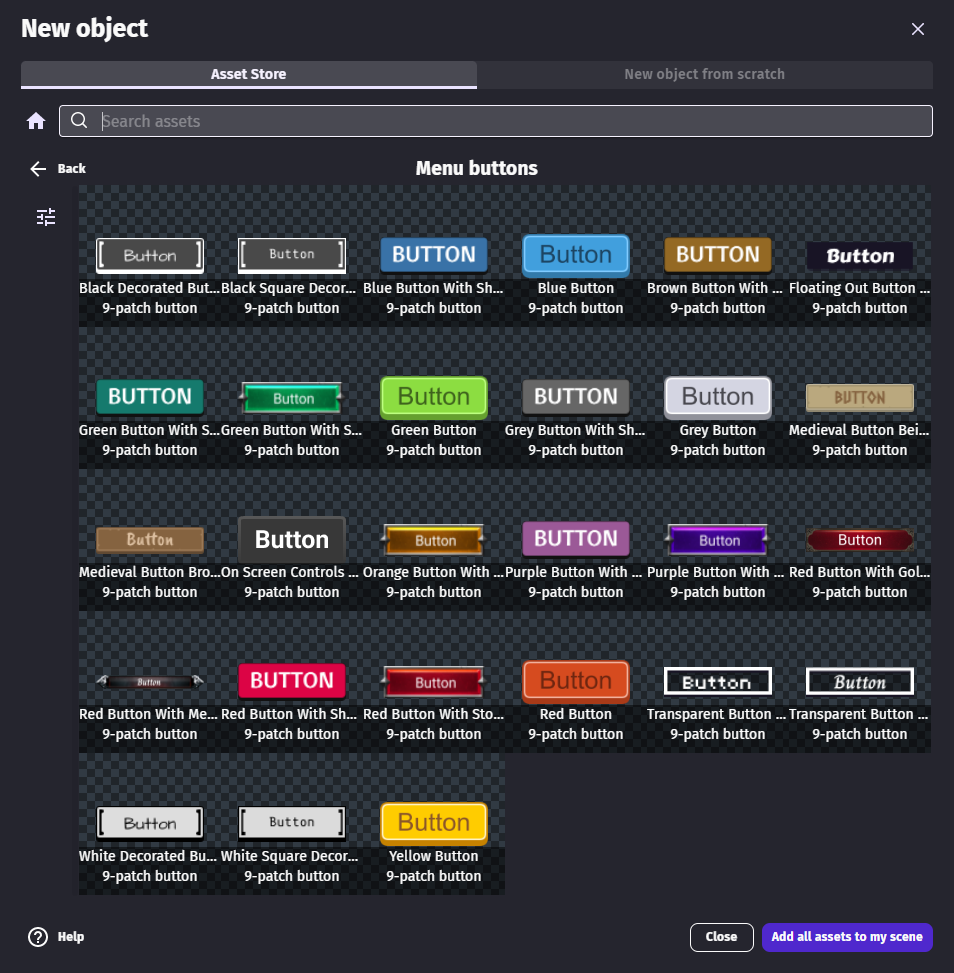 New object
Asset Store
New object from scratch
Search assets
Back
Menu buttons
Button
Button
BUTTON
Button
BUTTON
Button
Black Decorated But...
Black Square Decor...
Blue Button With Sh...
Blue Button
Brown Button With ...
Floating Out Button ...
9-patch button
9-patch button
9-patch button
9-patch button
9-patch button
9-patch button
BUTTON
Button
Button
BUTTON
Button
BUTTON
Green Button With S...
Green Button With S...
Green Button
Grey Button With Sh...
Grey Button
Medieval Button Bei...
9-patch button
9-patch button
9-patch button
9-patch button
9-patch button
9-patch button
Button
Button
Button
BUTTON
Button
Button
Medieval Button Bro...
On Screen Controls ...
Orange Button With ...
Purple Button With ...
Purple Button With ...
Red Button With Gol...
9-patch button
9-patch button
9-patch button
9-patch button
9-patch button
9-patch button
Button
BUTTON
Button
Button
Button
Button
Red Button With Me...
Red Button With Sh...
Red Button With Sto...
Red Button
Transparent Button ...
Transparent Button ...
9-patch button
9-patch button
9-patch button
9-patch button
9-patch button
9-patch button
Button
Button
Button
White Decorated Bu...
White Square Decor...
Yellow Button
9-patch button
9-patch button
9-patch button
Help
Close
Add all assets to my scene